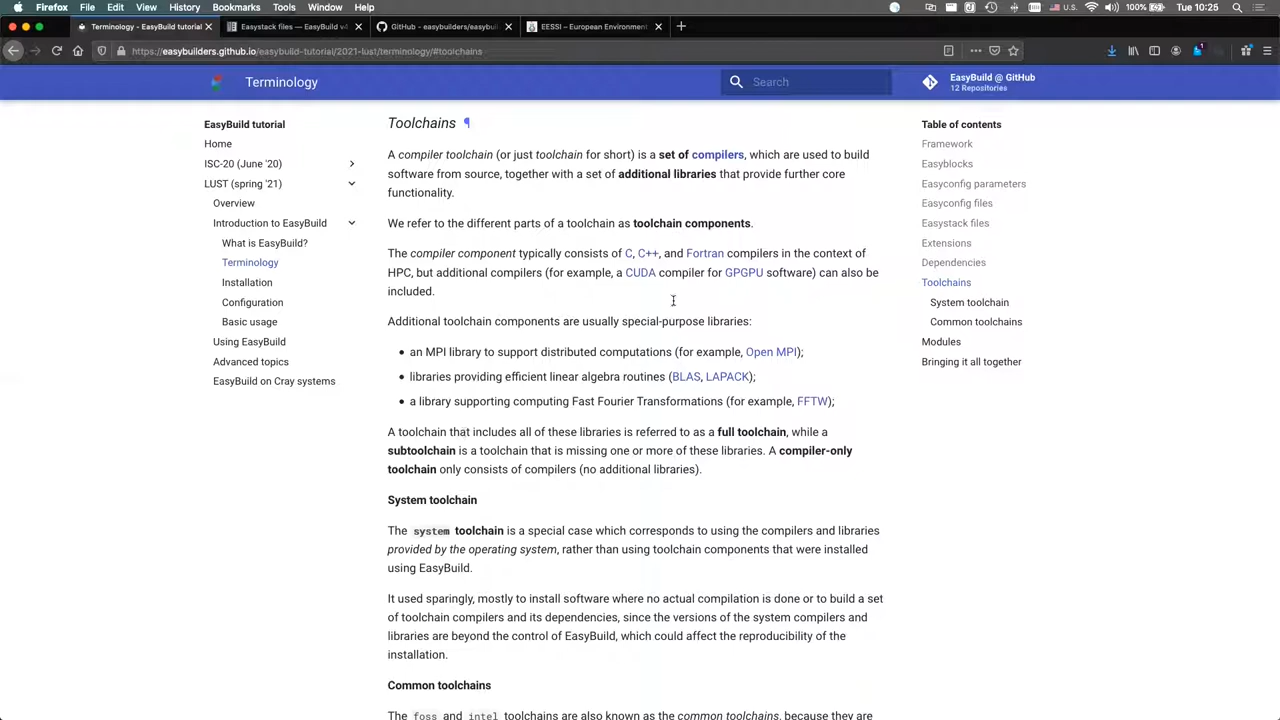 Firefox File Edit View History Bookmarks Tools Window Help 100% Tue 10:26
Terminology - EasyBuild tutorial Easystack files — EasyBuild v4 GitHub - easybuilders/easybui EESSI – European Environment
https://easybuilders.github.io/easybuild-tutorial/2021-lust/terminology/#toolchains
Terminology
Search
EasyBuild @ GitHub
12 Repositories
EasyBuild tutorial
Home
ISC-20 (June '20)
LUST (spring '21)
Overview
Introduction to EasyBuild
What is EasyBuild?
Terminology
Installation
Configuration
Basic usage
Using EasyBuild
Advanced topics
EasyBuild on Cray systems
Toolchains ¶
A compiler toolchain (or just toolchain for short) is a set of compilers, which are used to build
software from source, together with a set of additional libraries that provide further core
functionality.
We refer to the different parts of a toolchain as toolchain components.
The compiler component typically consists of C, C++, and Fortran compilers in the context of
HPC, but additional compilers (for example, a CUDA compiler for GPGPU software) can also be
included.
Additional toolchain components are usually special-purpose libraries:
• an MPI library to support distributed computations (for example, Open MPI);
• libraries providing efficient linear algebra routines (BLAS, LAPACK);
• a library supporting computing Fast Fourier Transformations (for example, FFTW);
A toolchain that includes all of these libraries is referred to as a full toolchain, while a
subtoolchain is a toolchain that is missing one or more of these libraries. A compiler-only
toolchain only consists of compilers (no additional libraries).
System toolchain
The system toolchain is a special case which corresponds to using the compilers and libraries
provided by the operating system, rather than using toolchain components that were installed
using EasyBuild.
It used sparingly, mostly to install software where no actual compilation is done or to build a set
of toolchain compilers and its dependencies, since the versions of the system compilers and
libraries are beyond the control of EasyBuild, which could affect the reproducibility of the
installation.
Common toolchains
The foss and intel toolchains are also known as the common toolchains, because they are
Table of contents
Framework
Easyblocks
Easyconfig parameters
Easyconfig files
Easystack files
Extensions
Dependencies
Toolchains
System toolchain
Common toolchains
Modules
Bringing it all together